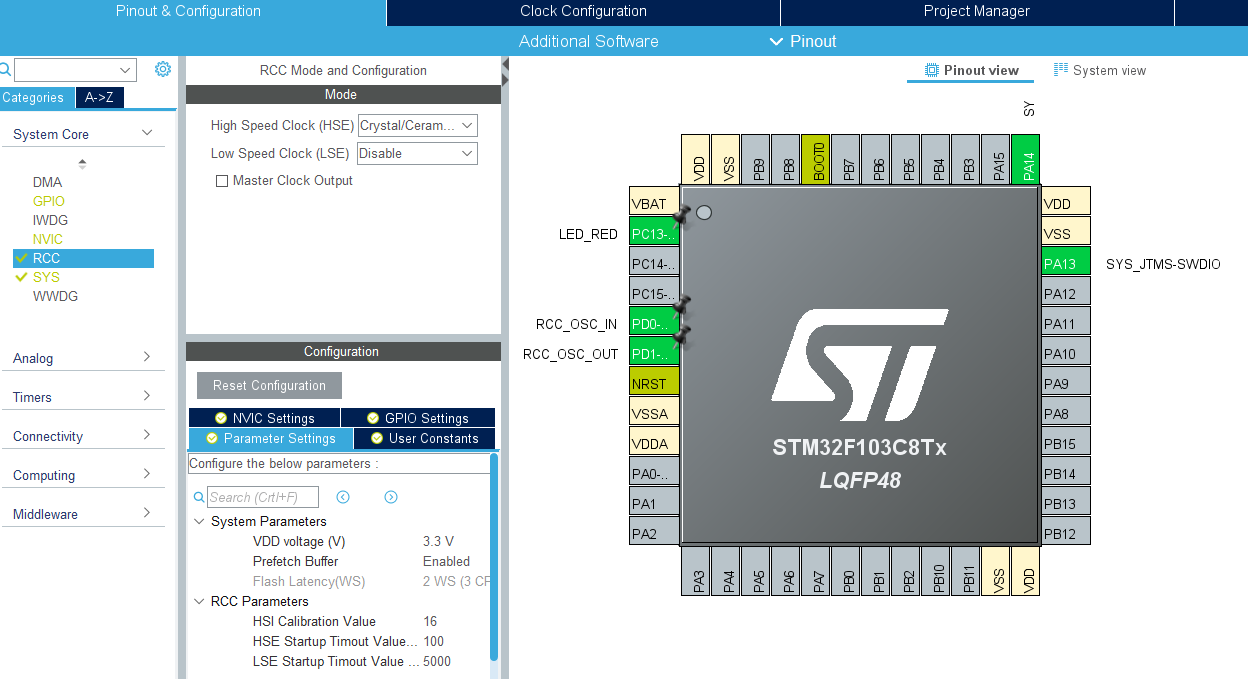 Pinout & Configuration
Clock Configuration
Project Manager
Additional Software
Pinout
Categories
A->Z
System Core
DMA
GPIO
IWDG
NVIC
RCC
SYS
WWDG
Analog
Timers
Connectivity
Computing
Middleware
RCC Mode and Configuration
Mode
High Speed Clock (HSE) Crystal/Ceram...
Low Speed Clock (LSE) Disable
Master Clock Output
Configuration
Reset Configuration
NVIC Settings
GPIO Settings
Parameter Settings
User Constants
Configure the below parameters :
Search (Crtl+F)
System Parameters
VDD voltage (V) 3.3 V
Prefetch Buffer Enabled
Flash Latency(WS) 2 WS (3 CP
RCC Parameters
HSI Calibration Value 16
HSE Startup Timout Value... 100
LSE Startup Timout Value ... 5000
Pinout view
System view
SY
VDD
VSS
PB9
PB8
BOOT0
PB7
PB6
PB5
PB4
PB3
PA15
PA14
VBAT
LED_RED PC13-..
PC14-..
PC15-..
RCC_OSC_IN PD0-..
RCC_OSC_OUT PD1-..
NRST
VSSA
VDDA
PA0-..
PA1
PA2
STM32F103C8Tx
LQFP48
VDD
VSS
PA13 SYS_JTMS-SWDIO
PA12
PA11
PA10
PA9
PA8
PB15
PB14
PB13
PB12
PA3
PA4
PA5
PA6
PA7
PB0
PB1
PB2
PB10
PB11
VSS
VDD